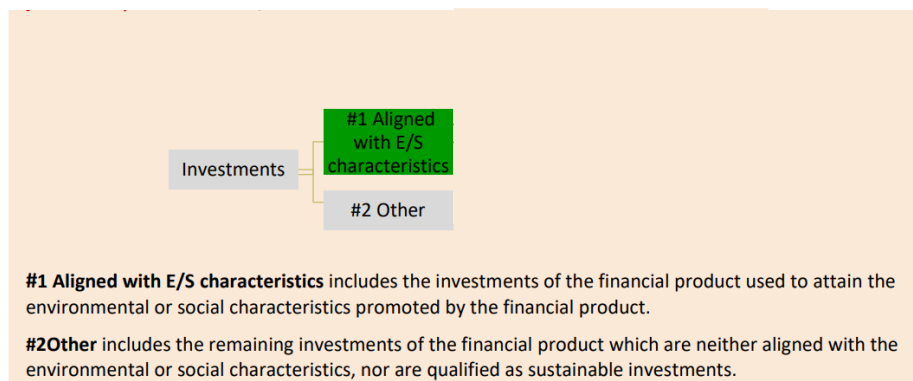 #1 Aligned
with E/S
characteristics
Investments
#2 Other
#1 Aligned with E/S characteristics includes the investments of the financial product used to attain the
environmental or social characteristics promoted by the financial product.
#2Other includes the remaining investments of the financial product which are neither aligned with the
environmental or social characteristics, nor are qualified as sustainable investments.